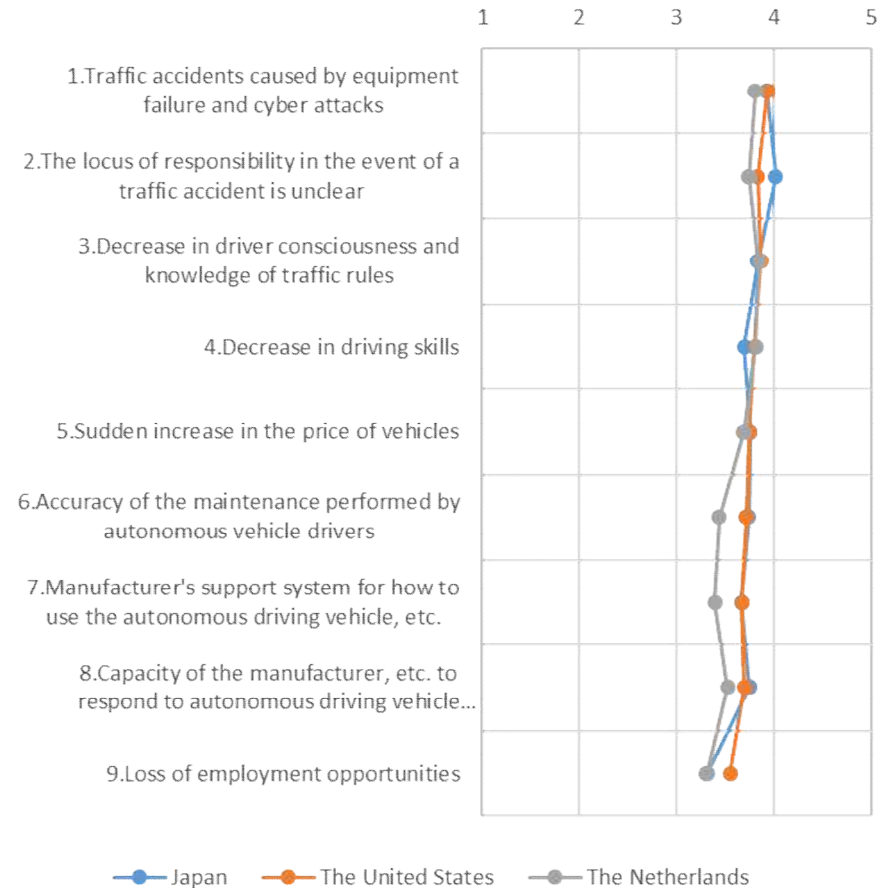 1 2 3 4 5
1.Traffic accidents caused by equipment
failure and cyber attacks
2.The locus of responsibility in the event of a
traffic accident is unclear
3.Decrease in driver consciousness and
knowledge of traffic rules
4.Decrease in driving skills
5.Sudden increase in the price of vehicles
6.Accuracy of the maintenance performed by
autonomous vehicle drivers
7.Manufacturer's support system for how to
use the autonomous driving vehicle, etc.
8.Capacity of the manufacturer, etc. to
respond to autonomous driving vehicle...
9.Loss of employment opportunities
Japan The United States The Netherlands